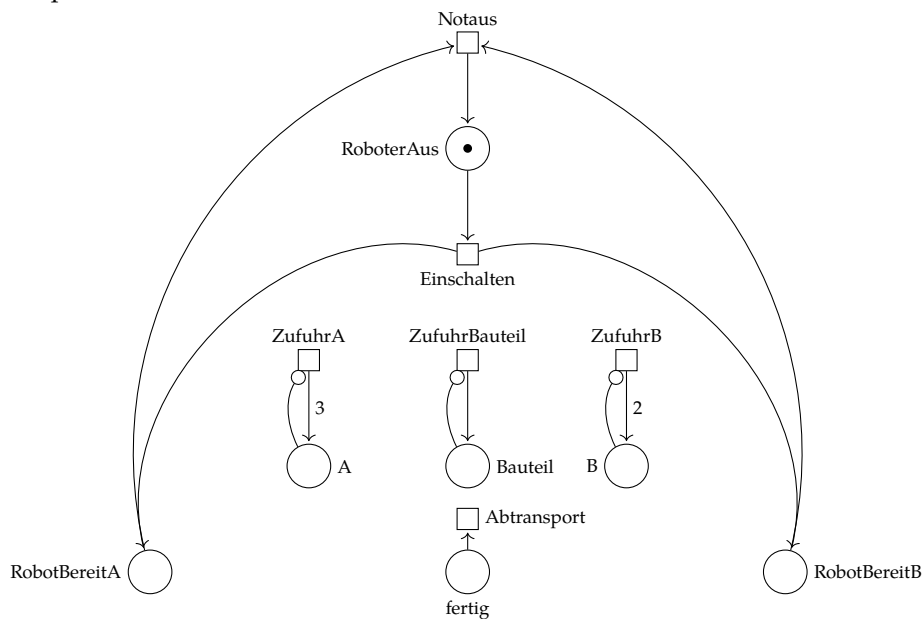 Notaus
RoboterAus
Einschalten
ZufuhrA ZufuhrBauteil ZufuhrB
3 2
A Bauteil B
Abtransport
RobotBereitA RobotBereitB
fertig